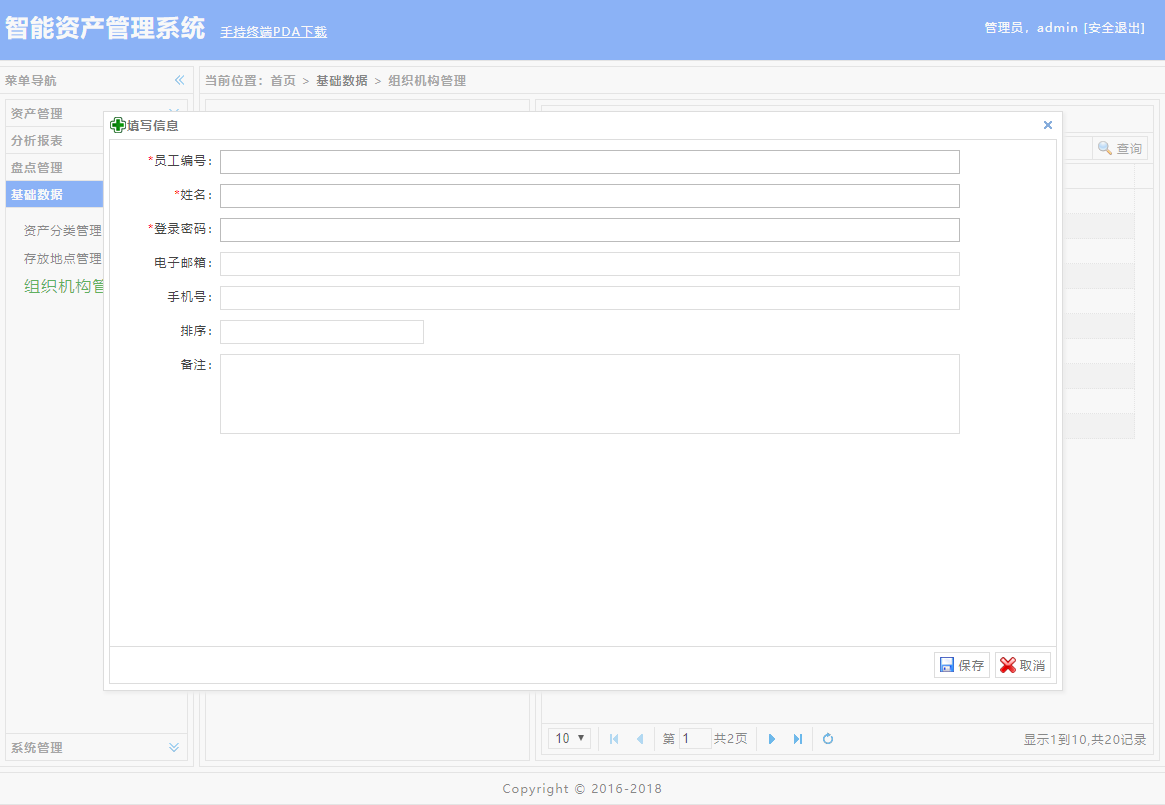 智能资产管理系统 手持终端PDA下载
管理员，admin [安全退出]
菜单导航
当前位置：首页 > 基础数据 > 组织机构管理
资产管理
分析报表
盘点管理
基础数据
资产分类管理
存放地点管理
组织机构管
填写信息
*员工编号：
*姓名：
*登录密码：
电子邮箱：
手机号：
排序：
备注：
查询
保存 取消
系统管理
10 第 1 共2页
显示1到10,共20记录
Copyright © 2016-2018